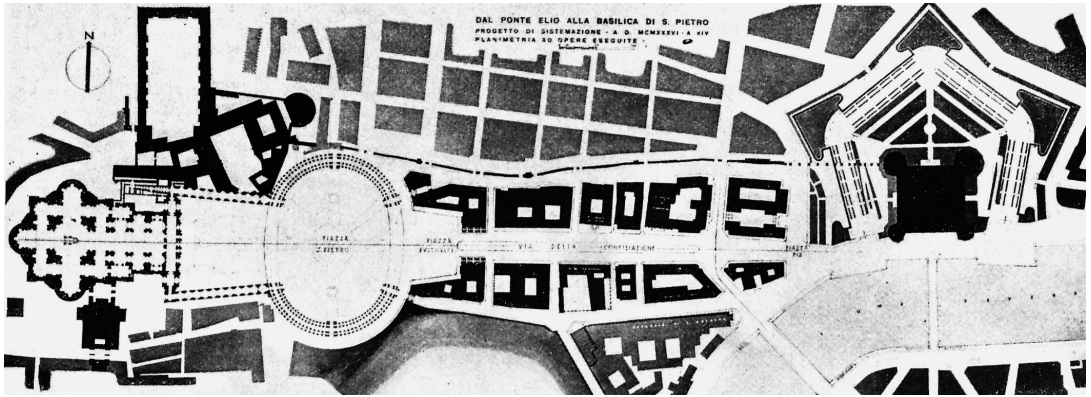 DAL PONTE ELIO ALLA BASILICA DI S. PIETRO
PROGETTO DI SISTEMAZIONE · A. D. MCMXXXVI · A XIV
PLANIMETRIA AD OPERE ESEGUITE
N
PIAZZA
S. PIETRO
PIAZZA
VIA DELLA CONCILIAZIONE
PIAZZA
PIA